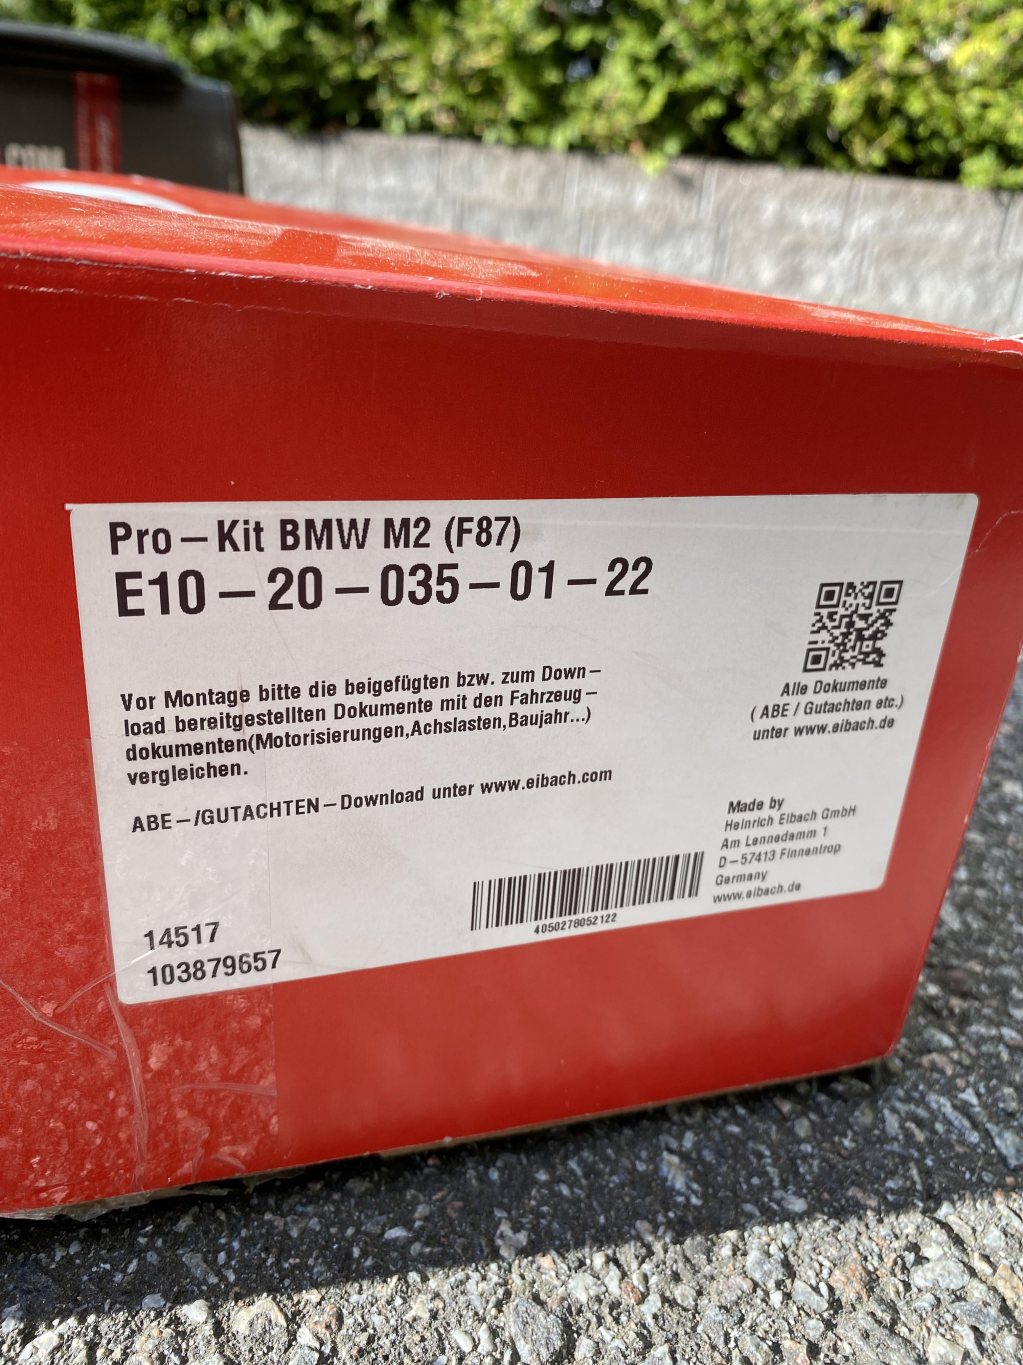 .COM
Pro–Kit BMW M2 (F87)
E10–20–035–01–22
Vor Montage bitte die beigefügten bzw. zum Down–
load bereitgestellten Dokumente mit den Fahrzeug–
dokumenten(Motorisierungen,Achslasten,Baujahr...)
vergleichen.
ABE–/GUTACHTEN–Download unter www.eibach.com
Alle Dokumente
( ABE / Gutachten etc.)
unter www.eibach.de
Made by
Heinrich Eibach GmbH
Am Lennedamm 1
D–57413 Finnentrop
Germany
www.eibach.de
4050278052122
14517
103879657